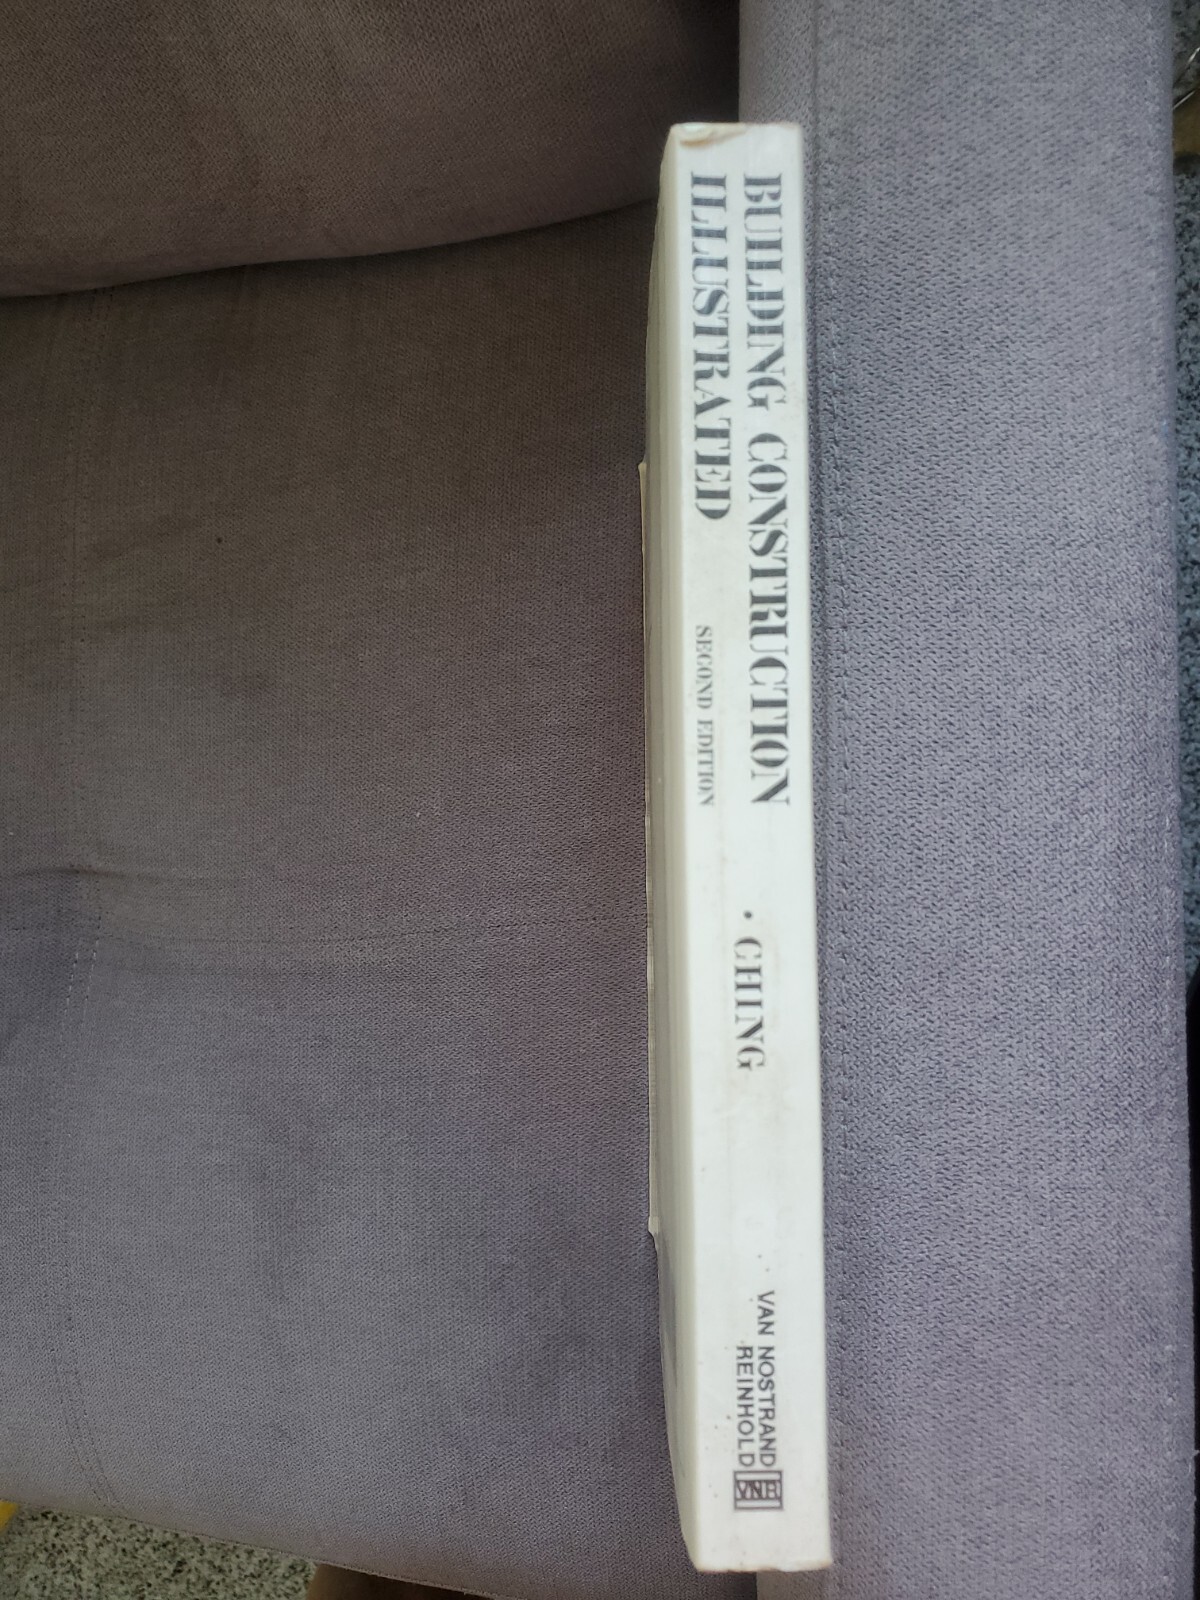 BUILDING CONSTRUCTION
ILLUSTRATED
SECOND EDITION
• CHING
VAN NOSTRAND
REINHOLD
VNR